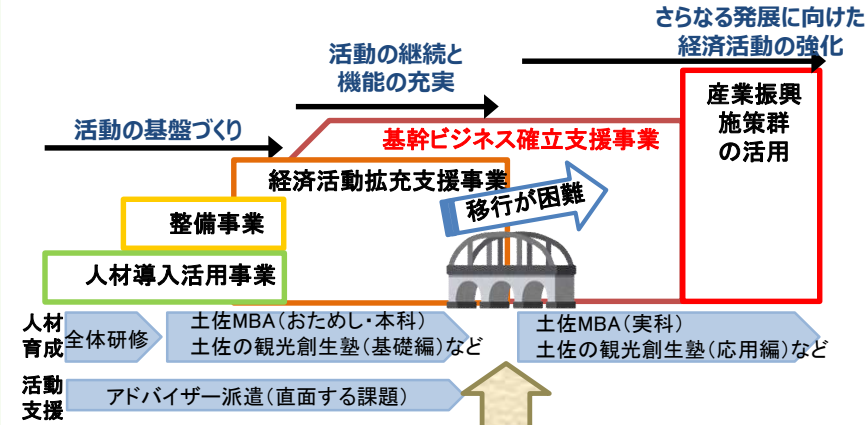 さらなる発展に向けた
経済活動の強化
活動の継続と
機能の充実
活動の基盤づくり
産業振興
施策群
の活用
基幹ビジネス確立支援事業
経済活動拡充支援事業
移行が困難
整備事業
人材導入活用事業
人材
育成
全体研修
土佐MBA(おためし・本科)
土佐の観光創生塾(基礎編)など
土佐MBA(実科)
土佐の観光創生塾(応用編)など
活動
支援
アドバイザー派遣(直面する課題)